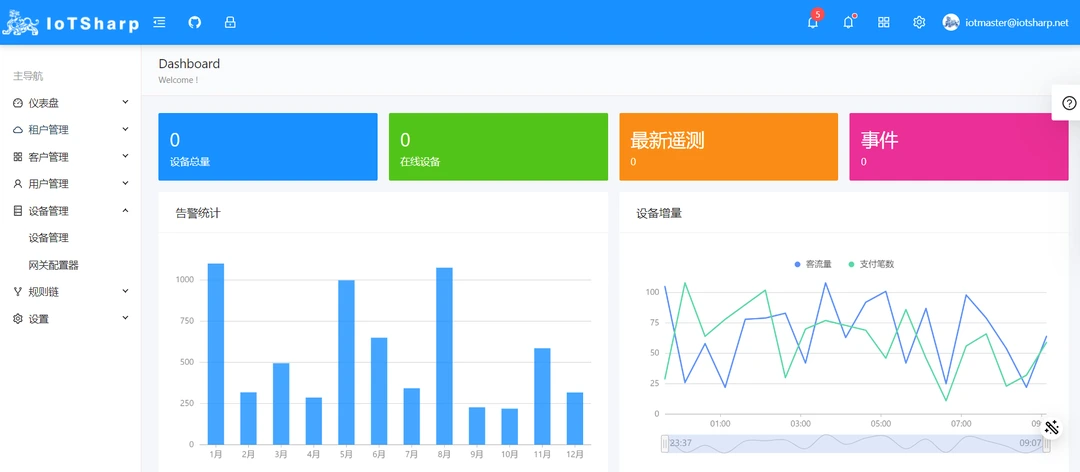 IoTSharp
5
iotmaster@iotsharp.net
主导航
仪表盘
租户管理
客户管理
用户管理
设备管理
设备管理
网关配置器
规则链
设置
Dashboard
Welcome !
0
设备总量
0
在线设备
最新遥测
0
事件
0
告警统计
1000
750
500
250
0
1月 2月 3月 4月 5月 6月 7月 8月 9月 10月 11月 12月
设备增量
客流量 支付笔数
100
75
50
25
0
01:00 03:00 05:00 07:00
23:37 09:07